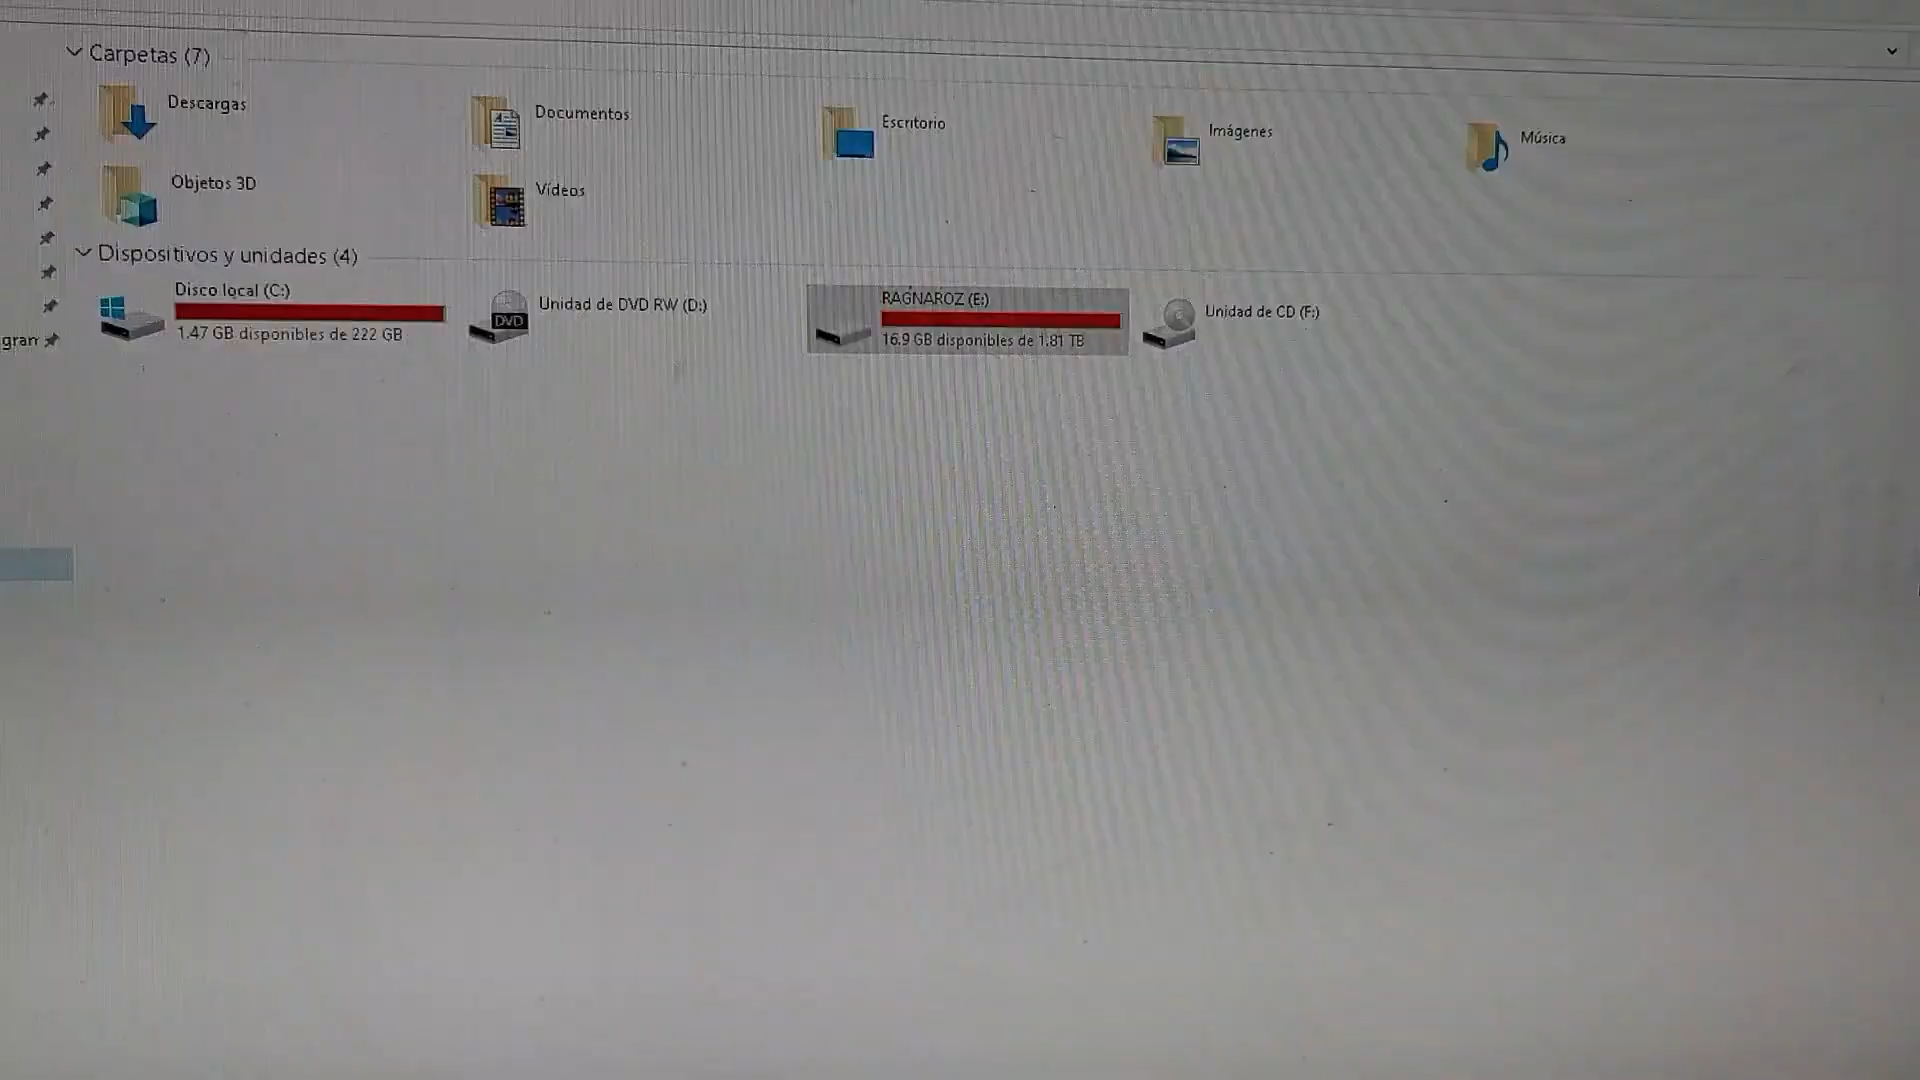 Carpetas (7)
Descargas
Documentos
Escritorio
Imágenes
Música
Objetos 3D
Vídeos
Dispositivos y unidades (4)
Disco local (C:)
1.47 GB disponibles de 222 GB
Unidad de DVD RW (D:)
DVD
RAGNAROZ (E:)
16.9 GB disponibles de 1.81 TB
Unidad de CD (F:)
gram